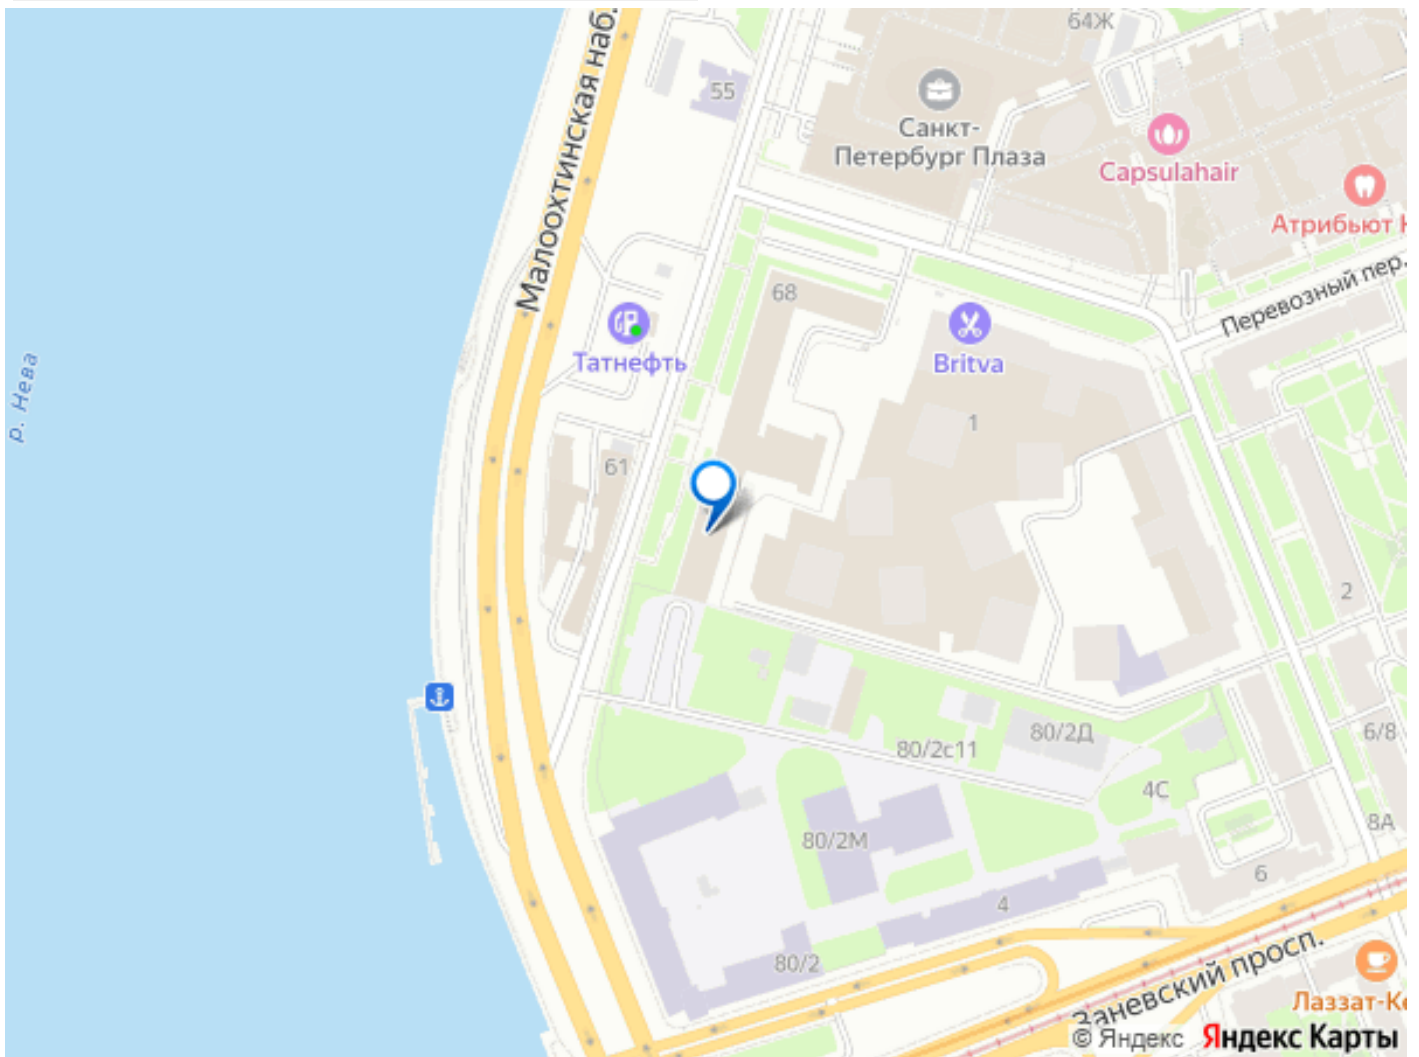 64Ж
55
Малоохтинская наб.
Санкт-
Петербург Плаза
Capsulahair
Атрибьют
Перевозный пер.
68
Татнефть
Britva
р. Нева
1
61
2
80/2с11
80/2Д
6/8
4С
8А
80/2М
6
4
80/2
Заневский просп.
Лаззат-Ке
© Яндекс Яндекс Карты